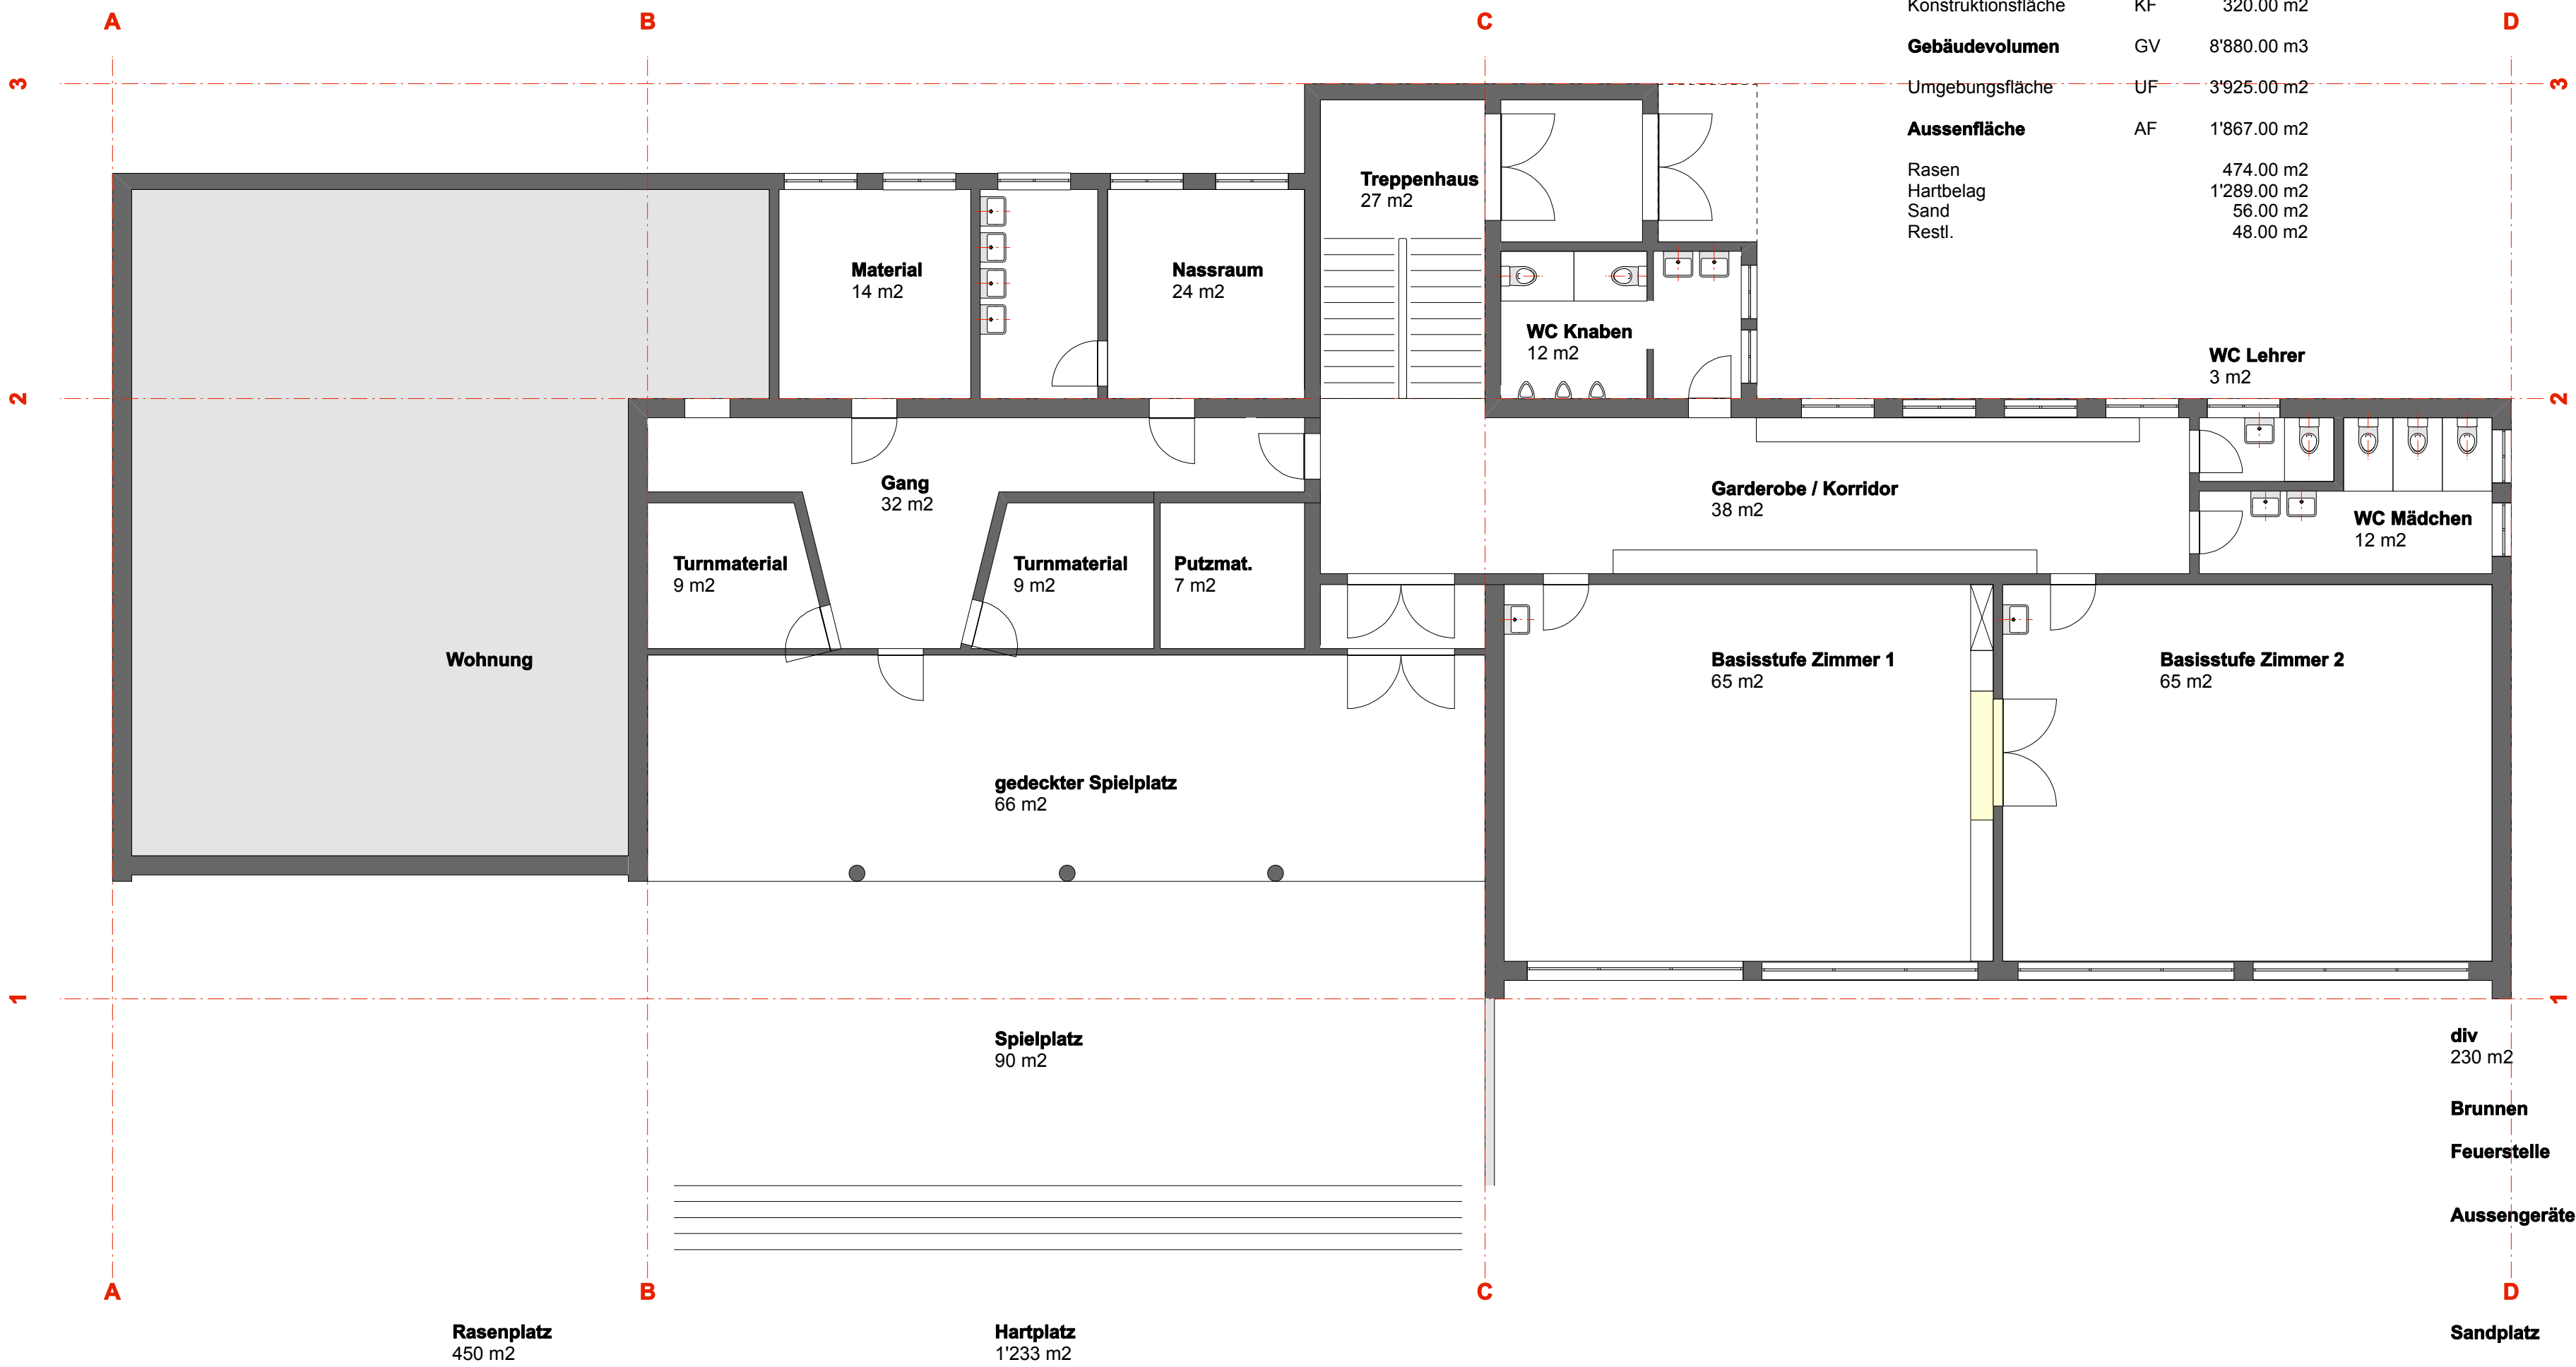 A B C D
Konstruktionsfläche KF 320.00 m2
Gebäudevolumen GV 8'880.00 m3
3 3
Umgebungsfläche UF 3'925.00 m2
Aussenfläche AF 1'867.00 m2
Rasen 474.00 m2
Hartbelag 1'289.00 m2
Sand 56.00 m2
Restl. 48.00 m2
Treppenhaus
27 m2
Material
14 m2
Nassraum
24 m2
WC Knaben
12 m2
WC Lehrer
3 m2
2 2
Gang
32 m2
Garderobe / Korridor
38 m2
WC Mädchen
12 m2
Turnmaterial
9 m2
Turnmaterial
9 m2
Putzmat.
7 m2
Wohnung
Basisstufe Zimmer 1
65 m2
Basisstufe Zimmer 2
65 m2
gedeckter Spielplatz
66 m2
1 1
Spielplatz
90 m2
div
230 m2
Brunnen
Feuerstelle
Aussengeräte
A B C D
Rasenplatz
450 m2
Hartplatz
1'233 m2
Sandplatz